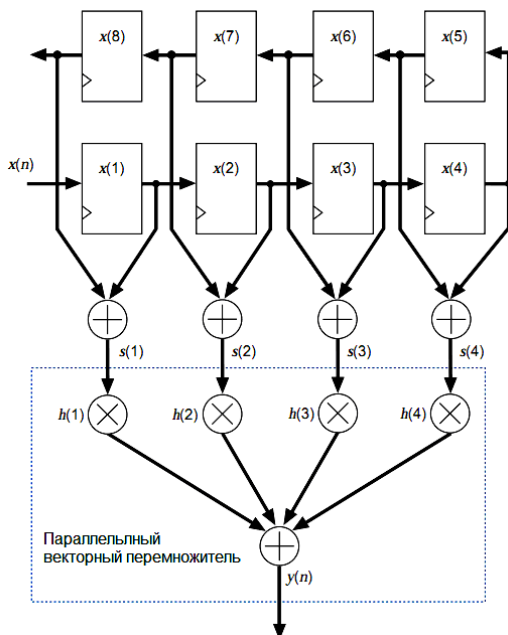 x(8) x(7) x(6) x(5)
x(n) x(1) x(2) x(3) x(4)
s(1) s(2) s(3) s(4)
h(1) h(2) h(3) h(4)
Параллельлный
векторный перемножитель
y(n)